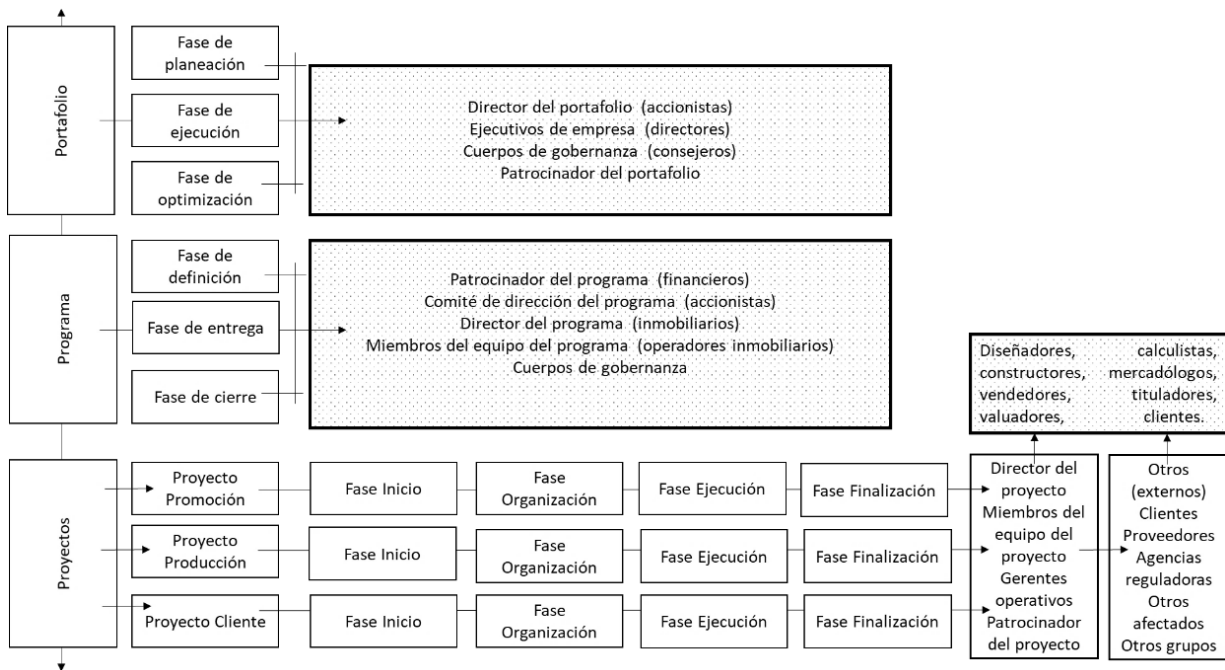 Portafolio
Fase de
planeación
Fase de
ejecución
Fase de
optimización
Director del portafolio (accionistas)
Ejecutivos de empresa (directores)
Cuerpos de gobernanza (consejeros)
Patrocinador del portafolio
Programa
Fase de
definición
Fase de entrega
Fase de cierre
Patrocinador del programa (financieros)
Comité de dirección del programa (accionistas)
Director del programa (inmobiliarios)
Miembros del equipo del programa (operadores inmobiliarios)
Cuerpos de gobernanza
Diseñadores, calculistas,
constructores, mercadólogos,
vendedores, tituladores,
valuadores, clientes.
Proyectos
Proyecto
Promoción
Fase Inicio
Fase
Organización
Fase Ejecución
Fase Finalización
Proyecto
Producción
Fase Inicio
Fase
Organización
Fase Ejecución
Fase Finalización
Proyecto Cliente
Fase Inicio
Fase
Organización
Fase Ejecución
Fase Finalización
Director del
proyecto
Miembros del
equipo del
proyecto
Gerentes
operativos
Patrocinador
del proyecto
Otros
(externos)
Clientes
Proveedores
Agencias
reguladoras
Otros
afectados
Otros grupos